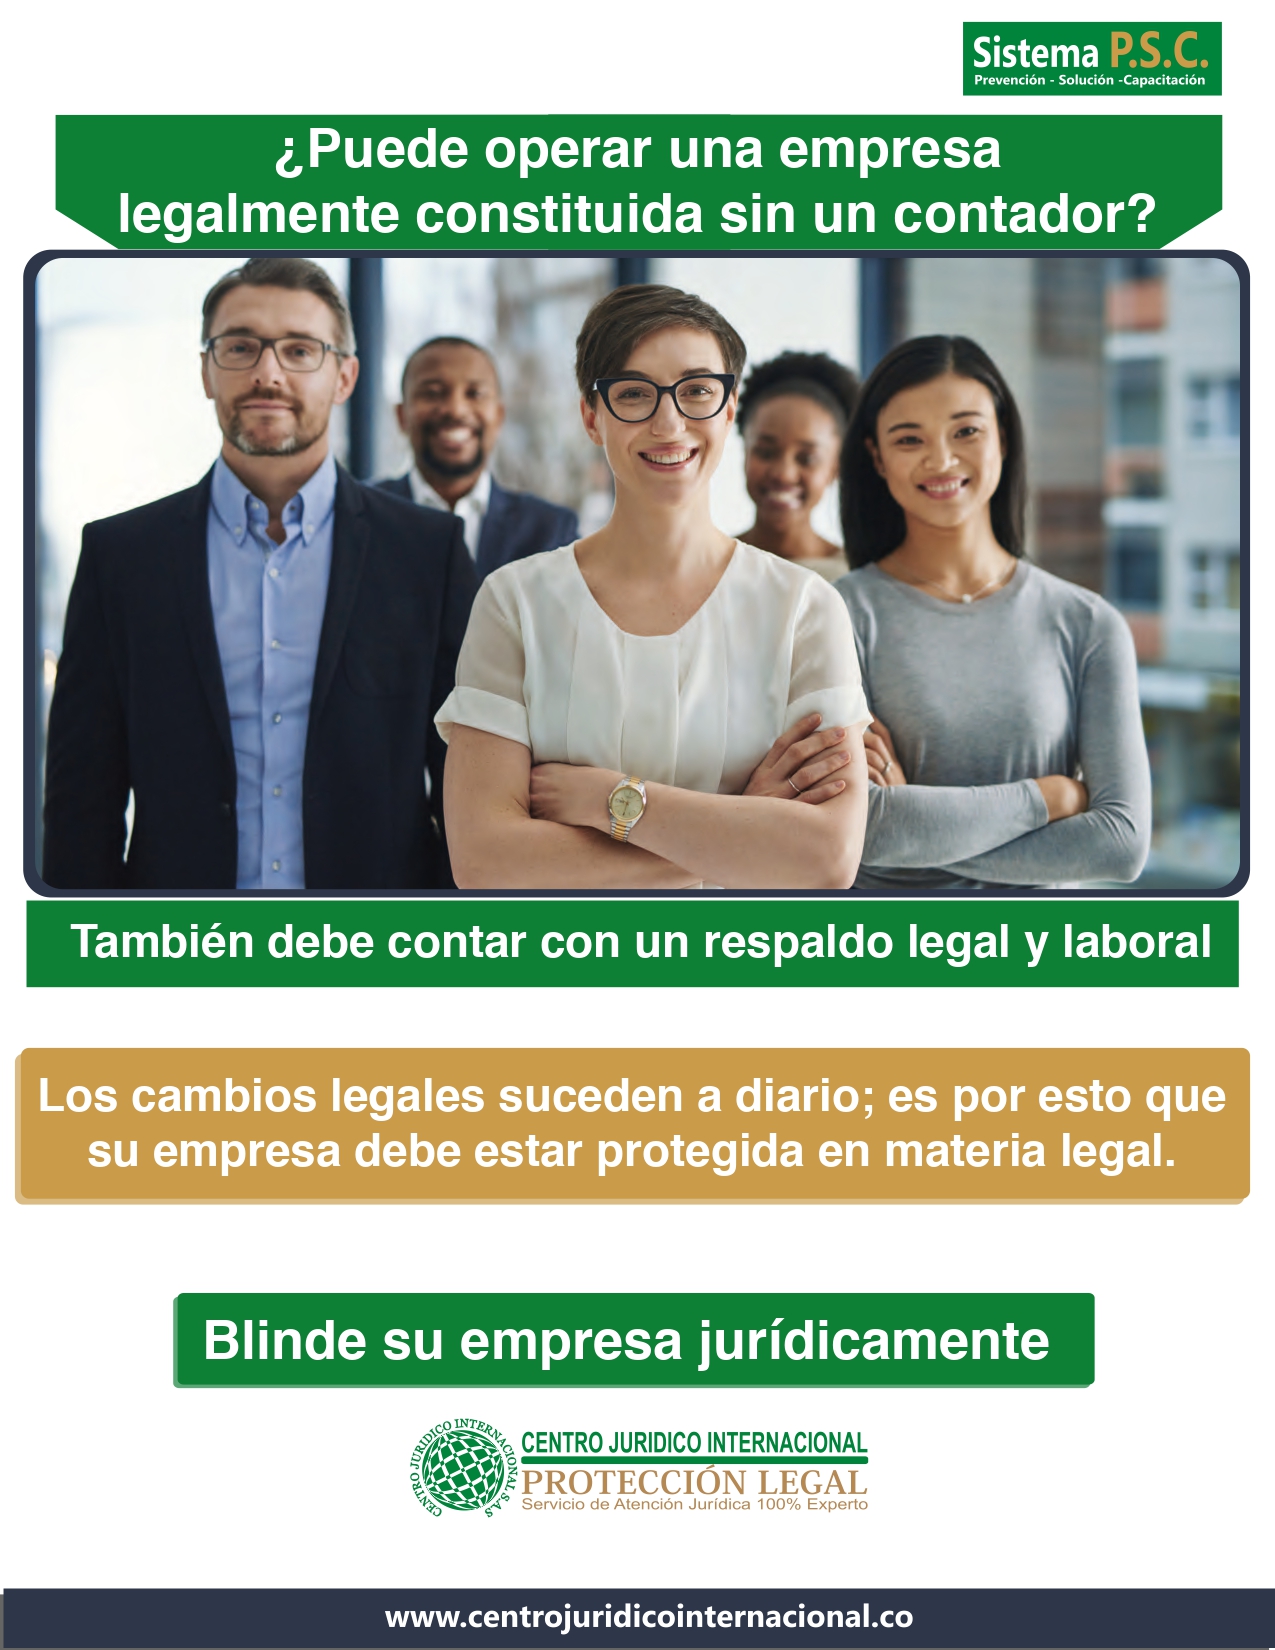 Sistema P.S.C.
Prevención - Solución -Capacitación
¿Puede operar una empresa
legalmente constituida sin un contador?
También debe contar con un respaldo legal y laboral
Los cambios legales suceden a diario; es por esto que
su empresa debe estar protegida en materia legal.
Blinde su empresa jurídicamente
CENTRO JURIDICO INTERNACIONAL S.A.S
CENTRO JURIDICO INTERNACIONAL
PROTECCIÓN LEGAL
Servicio de Atención Jurídica 100% Experto
www.centrojuridicointernacional.co